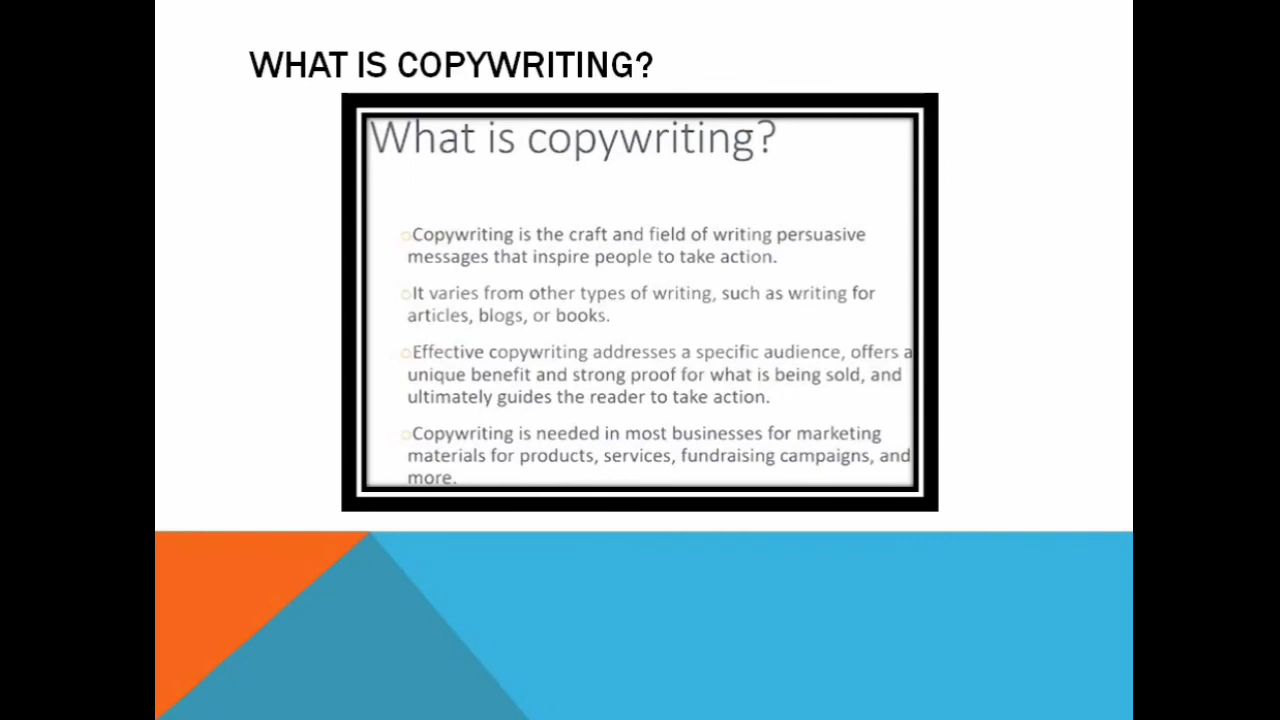 WHAT IS COPYWRITING?
What is copywriting?
Copywriting is the craft and field of writing persuasive
messages that inspire people to take action.
It varies from other types of writing, such as writing for
articles, blogs, or books.
Effective copywriting addresses a specific audience, offers a
unique benefit and strong proof for what is being sold, and
ultimately guides the reader to take action.
Copywriting is needed in most businesses for marketing
materials for products, services, fundraising campaigns, and
more.